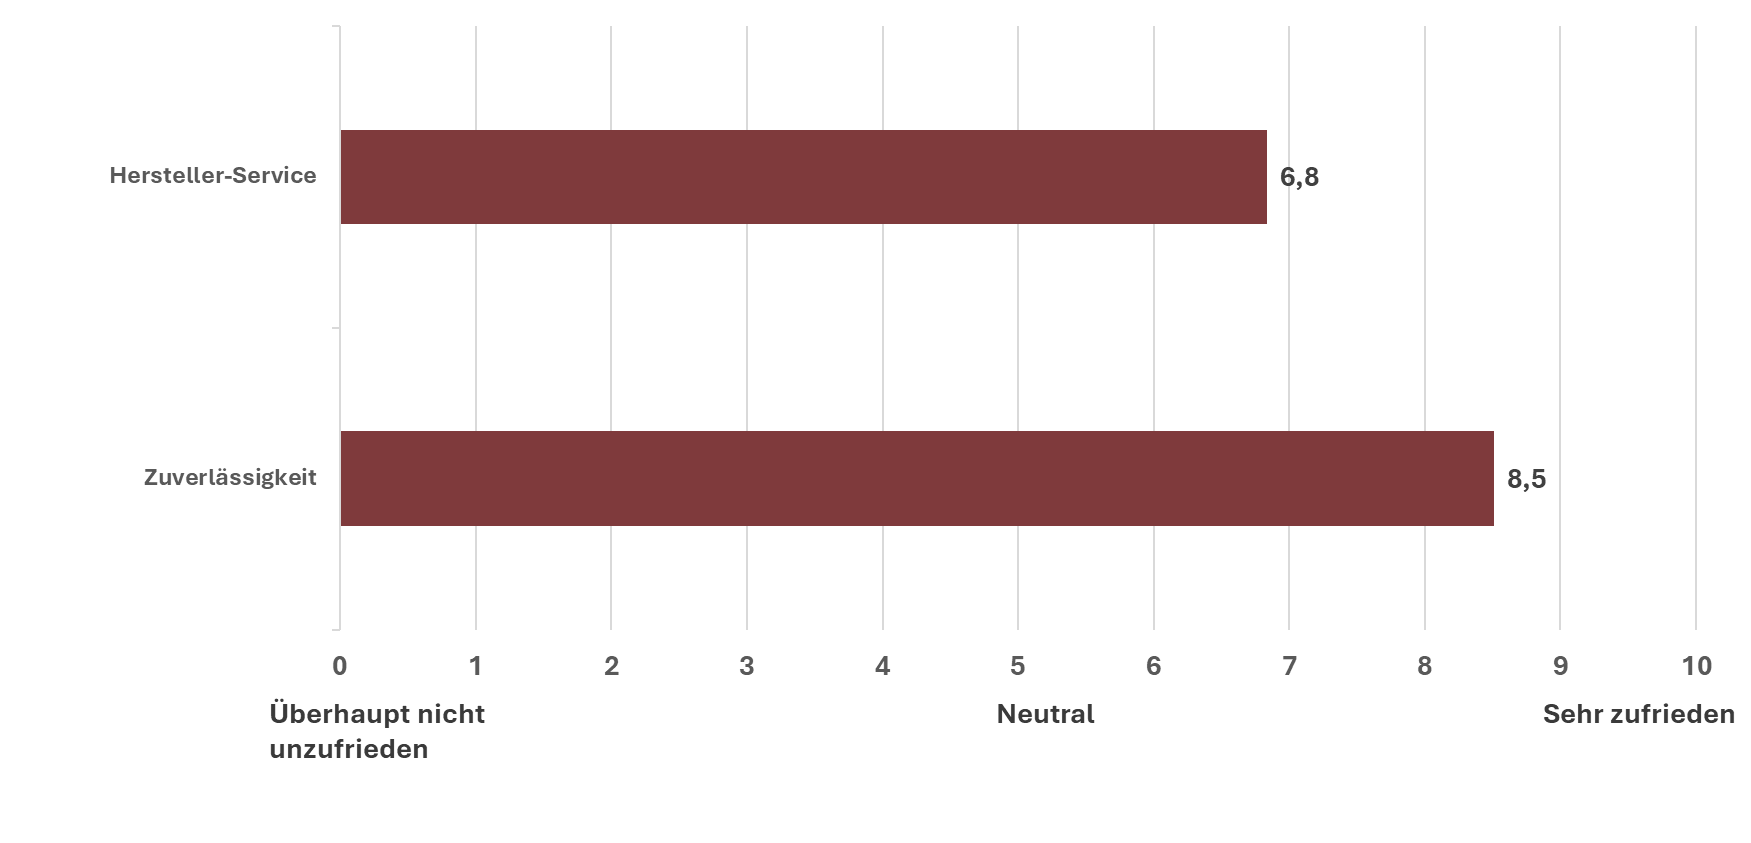 Hersteller-Service
6,8
Zuverlässigkeit
8,5
0 1 2 3 4 5 6 7 8 9 10
Überhaupt nicht
unzufrieden
Neutral
Sehr zufrieden